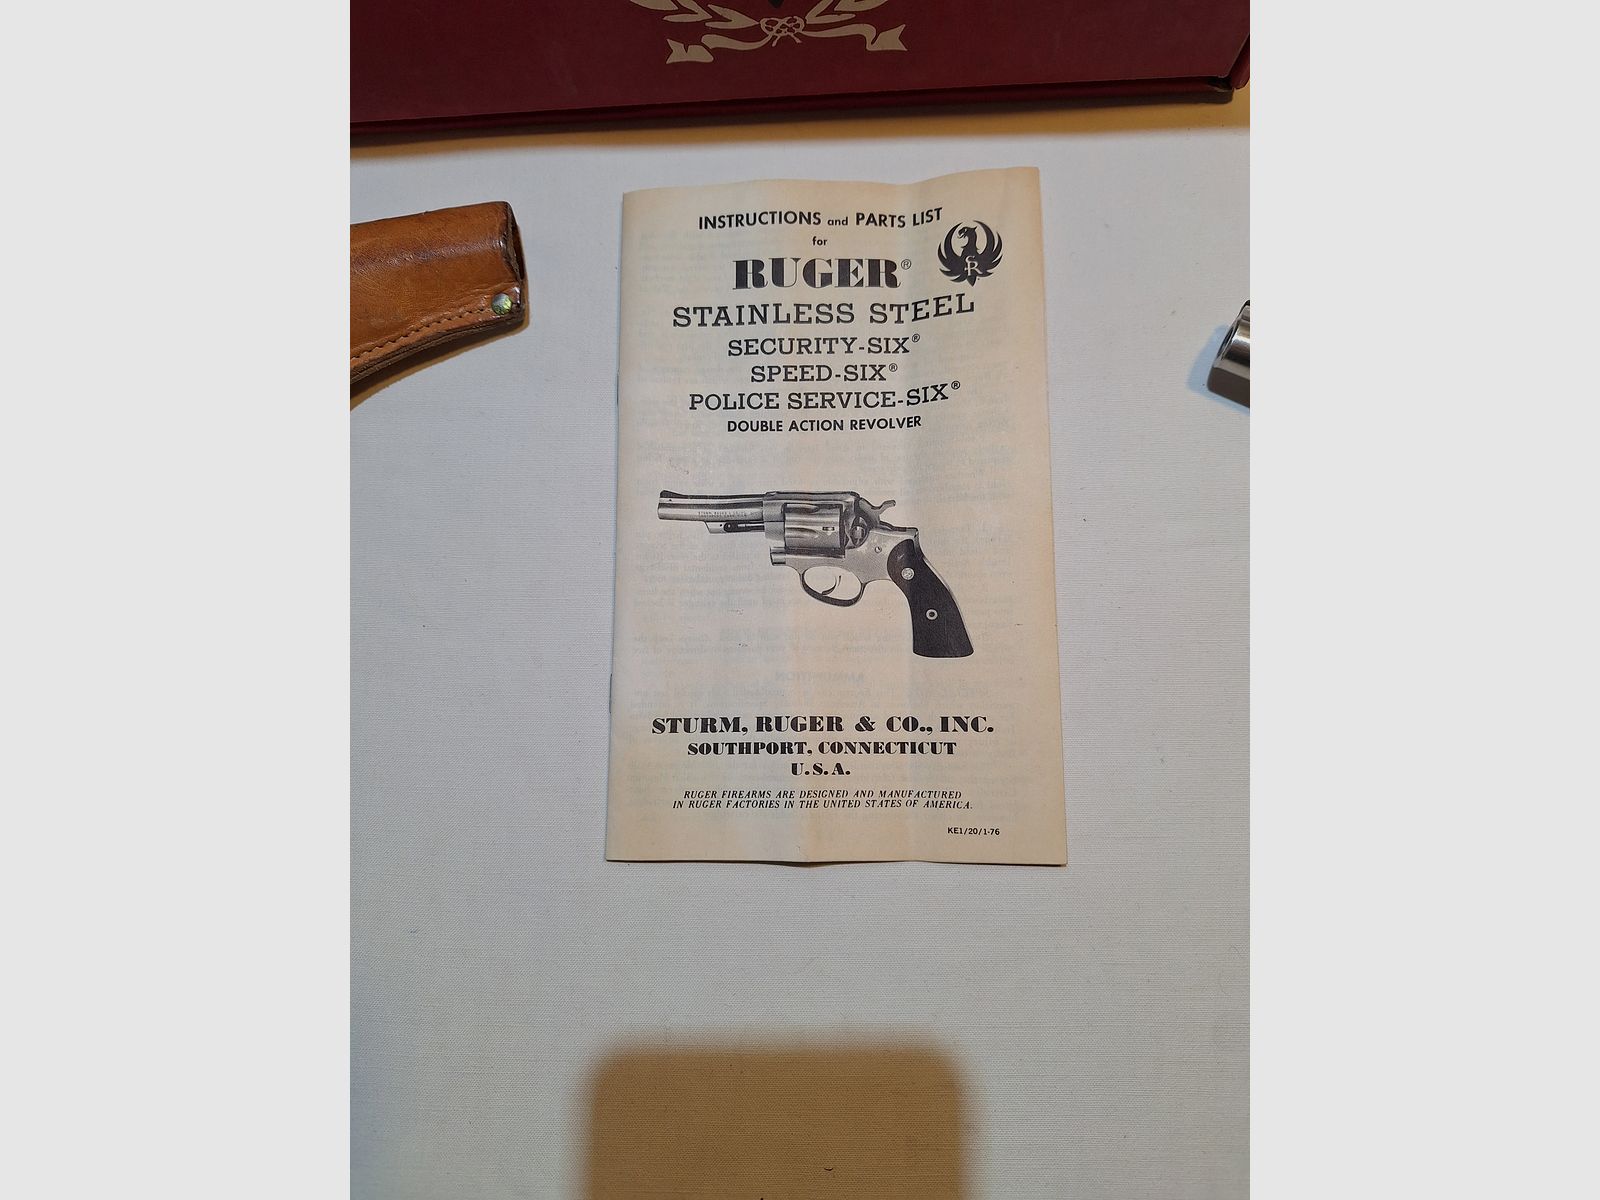 INSTRUCTIONS and PARTS LIST
for
RUGER®
STAINLESS STEEL
SECURITY-SIX®
SPEED-SIX®
POLICE SERVICE-SIX®
DOUBLE ACTION REVOLVER
STURM, RUGER & CO., INC.
SOUTHPORT, CONNECTICUT
U.S.A.
RUGER FIREARMS ARE DESIGNED AND MANUFACTURED
IN RUGER FACTORIES IN THE UNITED STATES OF AMERICA.
KE1/20/1-76